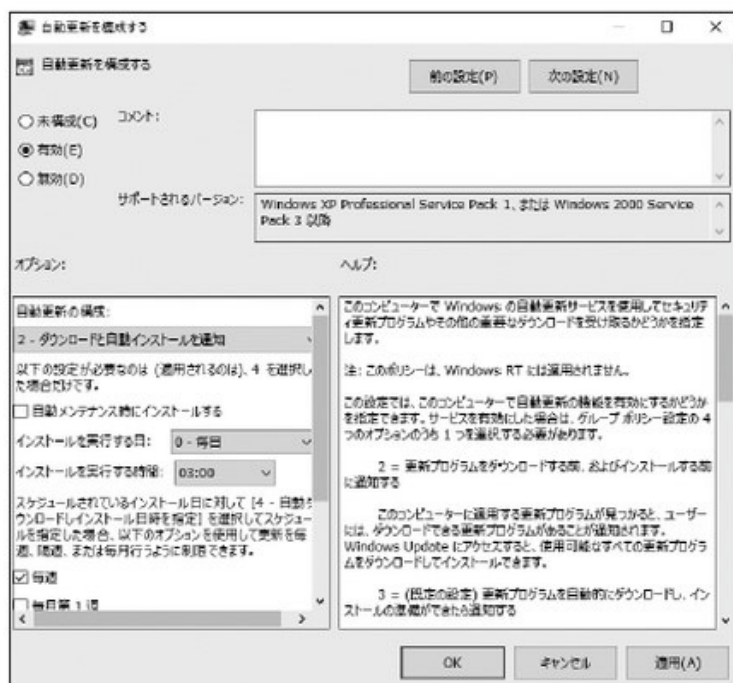 自動更新を構成する
自動更新を構成する
前の設定(P)
次の設定(N)
未構成(C)
コメント:
有効(E)
無効(D)
サポートされるバージョン:
Windows XP Professional Service Pack 1、または Windows 2000 Service
Pack 3 以降
オプション:
ヘルプ:
自動更新の構成:
2 - ダウンロードと自動インストールを通知
以下の設定が必要なのは (適用されるのは)、4 を選択し
た場合だけです。
自動メンテナンス時にインストールする
インストールを実行する日:
0 - 毎日
インストールを実行する時間:
03:00
スケジュールされているインストール日に対して [4 - 自動ダ
ウンロードしインストール日時を指定] を選択してスケジュー
ルを指定した場合、以下のオプションを使用して更新を毎
週、隔週、または毎月行うように制限できます。
毎週
毎月第 1 週
このコンピューターで Windows の自動更新サービスを使用してセキュリテ
ィ更新プログラムやその他の重要なダウンロードを受け取るかどうかを指定
します。
注: このポリシーは、Windows RT には適用されません。
この設定では、このコンピューターで自動更新の機能を有効にするかどうか
を指定できます。サービスを有効にした場合は、グループ ポリシー設定の 4
つのオプションのうち 1 つを選択する必要があります。
2 = 更新プログラムをダウンロードする前、およびインストールする前
に通知する
このコンピューターに適用する更新プログラムが見つかると、ユーザー
には、ダウンロードできる更新プログラムがあることが通知されます。
Windows Update にアクセスすると、使用可能なすべての更新プログラ
ムをダウンロードしてインストールできます。
3 = (既定の設定) 更新プログラムを自動的にダウンロードし、イン
ストールの準備ができたら通知する
OK
キャンセル
適用(A)